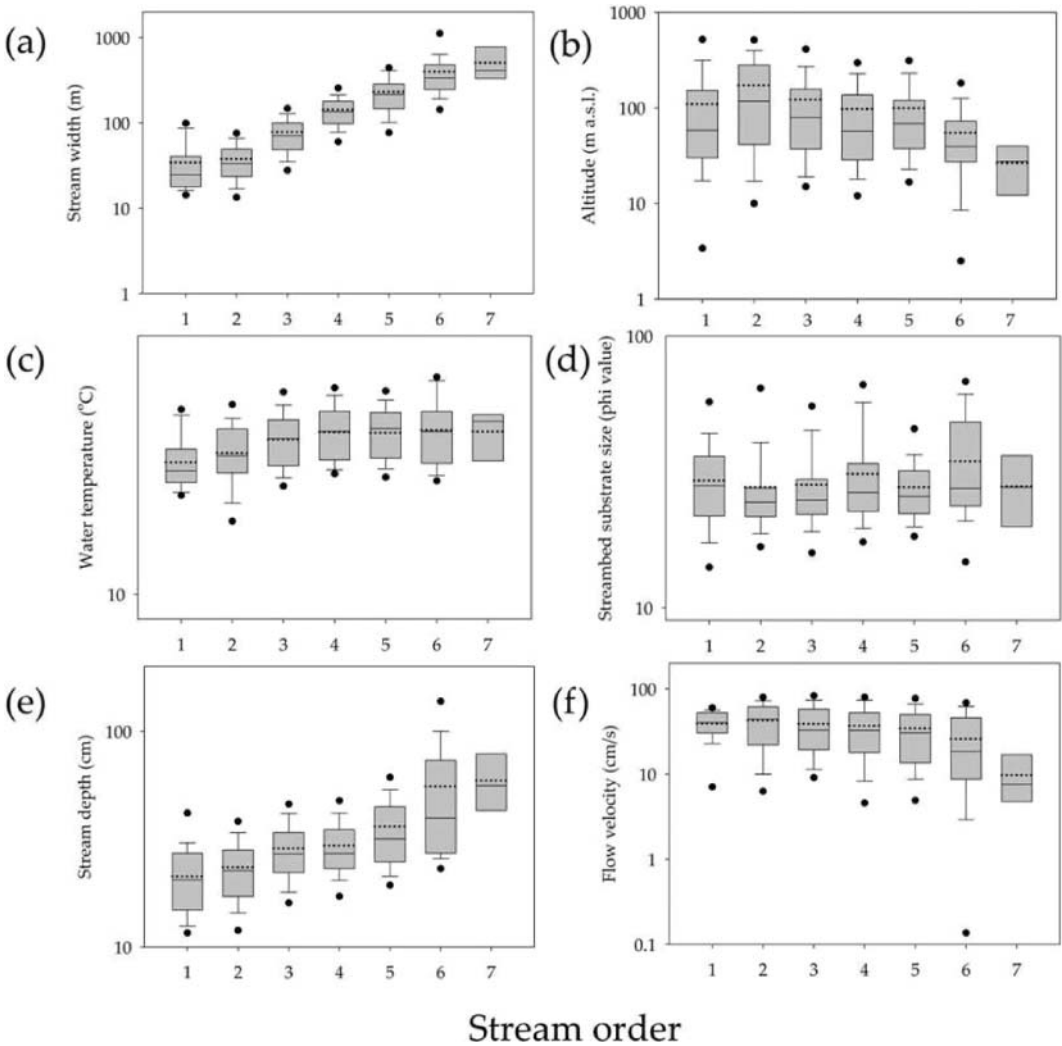 (a)
1000
100
10
1
Stream width (m)
1 2 3 4 5 6 7
(b)
1000
100
10
1
Altitude (m a.s.l.)
1 2 3 4 5 6 7
(c)
10
Water temperature (°C)
1 2 3 4 5 6 7
(d)
100
10
Streambed substrate size (phi value)
1 2 3 4 5 6 7
(e)
100
10
Stream depth (cm)
1 2 3 4 5 6 7
(f)
100
10
1
0.1
Flow velocity (cm/s)
1 2 3 4 5 6 7
Stream order